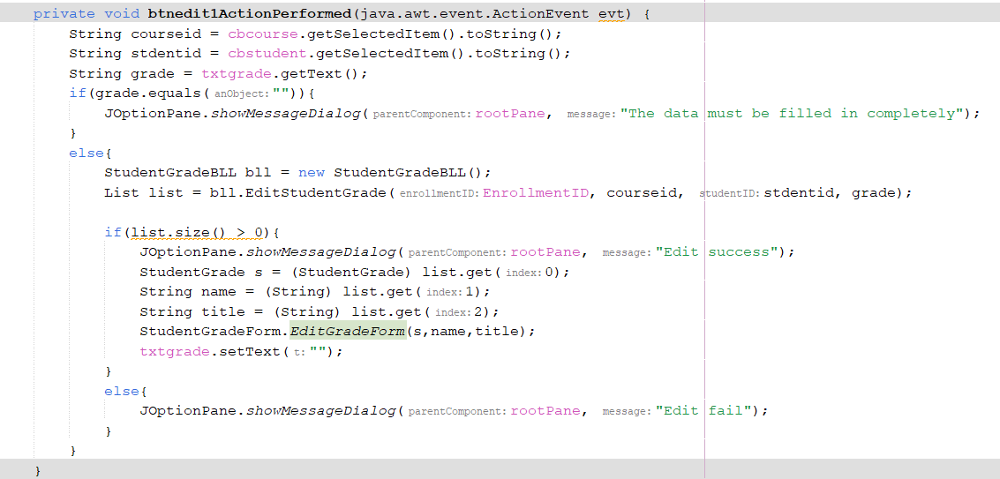 private void btnedit1ActionPerformed(java.awt.event.ActionEvent evt) {
    String courseid = cbcourse.getSelectedItem().toString();
    String stdentid = cbstudent.getSelectedItem().toString();
    String grade = txtgrade.getText();
    if(grade.equals( anObject: "")){
        JOptionPane.showMessageDialog( parentComponent: rootPane, message: "The data must be filled in completely");
    }
    else{
        StudentGradeBLL bll = new StudentGradeBLL();
        List list = bll.EditStudentGrade( enrollmentID: EnrollmentID, courseid, studentID: stdentid, grade);
        if(list.size() > 0){
            JOptionPane.showMessageDialog( parentComponent: rootPane, message: "Edit success");
            StudentGrade s = (StudentGrade) list.get( index: 0);
            String name = (String) list.get( index: 1);
            String title = (String) list.get( index: 2);
            StudentGradeForm.EditGradeForm(s,name,title);
            txtgrade.setText( t: "");
        }
        else{
            JOptionPane.showMessageDialog( parentComponent: rootPane, message: "Edit fail");
        }
    }
}